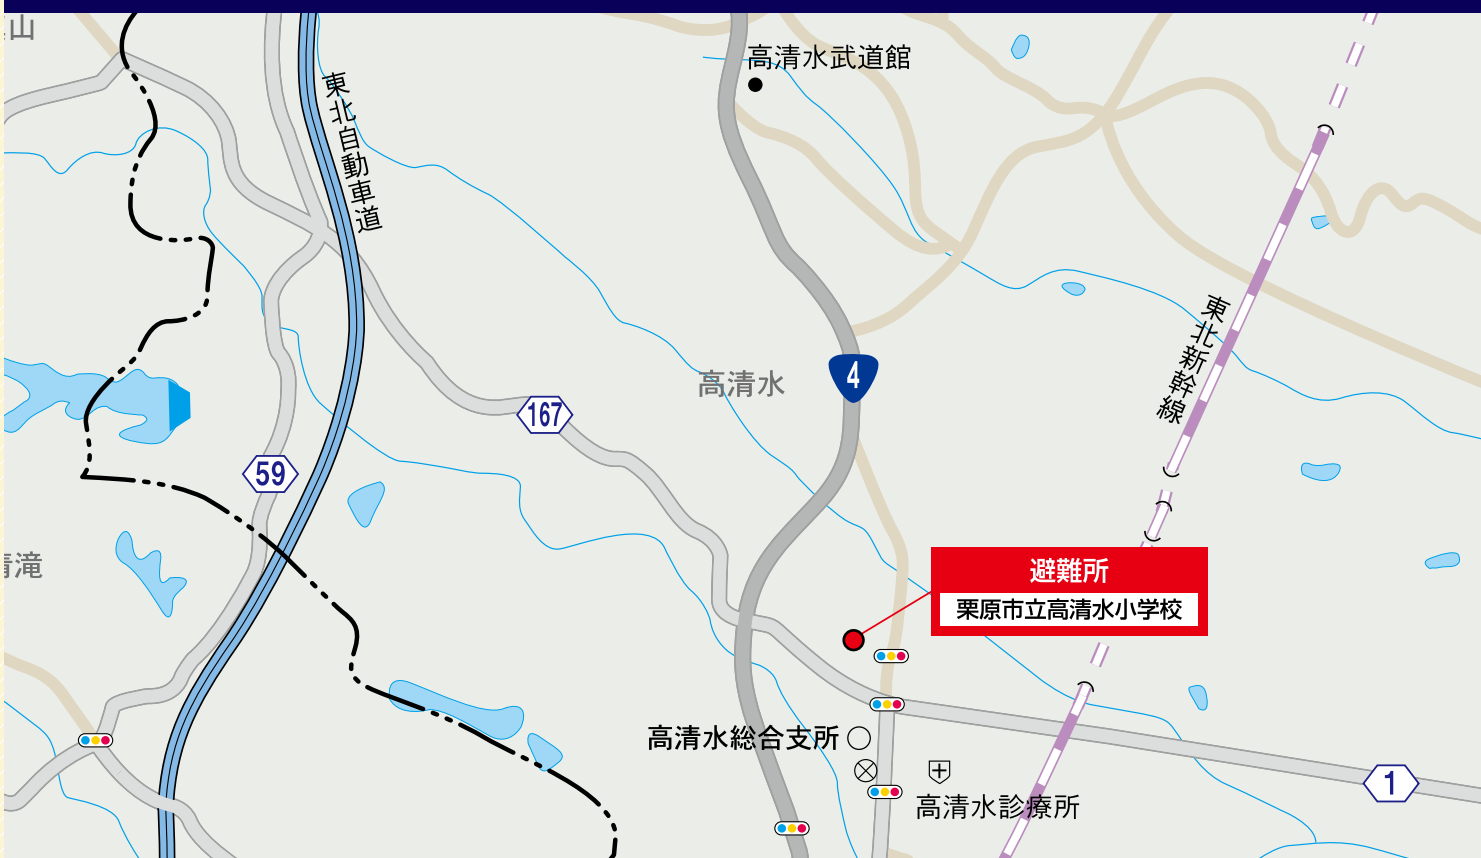 山
高清水武道館
東北自動車道
東北新幹線
4
高清水
167
59
滝
避難所
栗原市立高清水小学校
高清水総合支所
高清水診療所
1